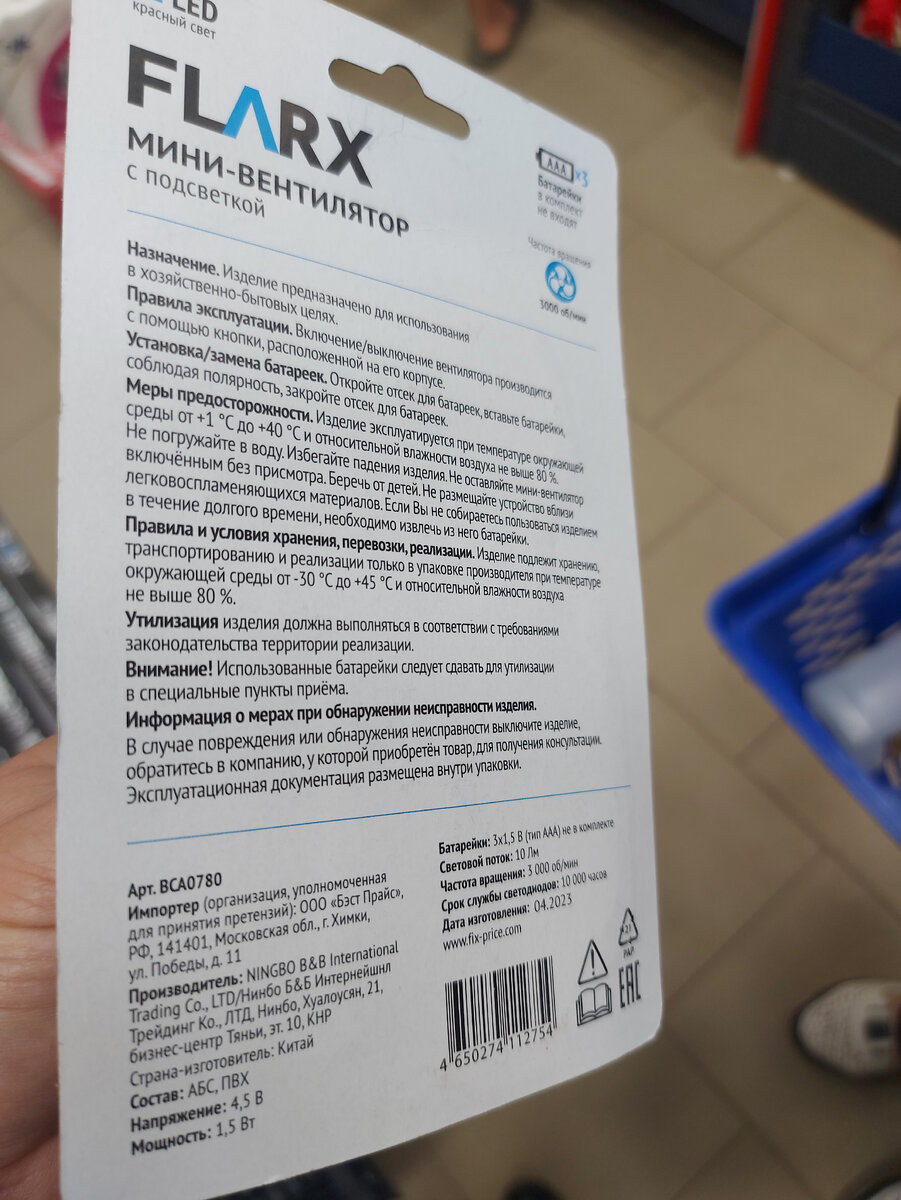 LED
красный свет
FLARX
МИНИ-ВЕНТИЛЯТОР
С ПОДСВЕТКОЙ
AAA x3
Батарейки
в комплект
не входят
Частота вращения
3000 об/мин
Назначение. Изделие предназначено для использования
в хозяйственно-бытовых целях.
Правила эксплуатации. Включение/выключение вентилятора производится
с помощью кнопки, расположенной на его корпусе.
Установка/замена батареек. Откройте отсек для батареек, вставьте батарейки,
соблюдая полярность, закройте отсек для батареек.
Меры предосторожности. Изделие эксплуатируется при температуре окружающей
среды от +1 °С до +40 °С и относительной влажности воздуха не выше 80 %.
Не погружайте в воду. Избегайте падения изделия. Не оставляйте мини-вентилятор
включённым без присмотра. Беречь от детей. Не размещайте устройство вблизи
легковоспламеняющихся материалов. Если Вы не собираетесь пользоваться изделием
в течение долгого времени, необходимо извлечь из него батарейки.
Правила и условия хранения, перевозки, реализации. Изделие подлежит хранению,
транспортированию и реализации только в упаковке производителя при температуре
окружающей среды от -30 °С до +45 °С и относительной влажности воздуха
не выше 80 %.
Утилизация изделия должна выполняться в соответствии с требованиями
законодательства территории реализации.
Внимание! Использованные батарейки следует сдавать для утилизации
в специальные пункты приёма.
Информация о мерах при обнаружении неисправности изделия.
В случае повреждения или обнаружения неисправности выключите изделие,
обратитесь в компанию, у которой приобретён товар, для получения консультации.
Эксплуатационная документация размещена внутри упаковки.
Арт. BCA0780
Импортер (организация, уполномоченная
для принятия претензий): ООО «Бэст Прайс»,
РФ, 141401, Московская обл., г. Химки,
ул. Победы, д. 11
Производитель: NINGBO B&B International
Trading Co., LTD/Нинбо Б&Б Интернейшнл
Трейдинг Ко., ЛТД, Нинбо, Хуалоусян, 21,
бизнес-центр Тяньи, эт. 10, КНР
Страна-изготовитель: Китай
Состав: АБС, ПВХ
Напряжение: 4,5 В
Мощность: 1,5 Вт
Батарейки: 3x1,5 В (тип ААА) не в комплекте
Световой поток: 10 Лм
Частота вращения: 3 000 об/мин
Срок службы светодиодов: 10 000 часов
Дата изготовления: 04.2023
www.fix-price.com
4 650274 112754
21
PAP
EAC